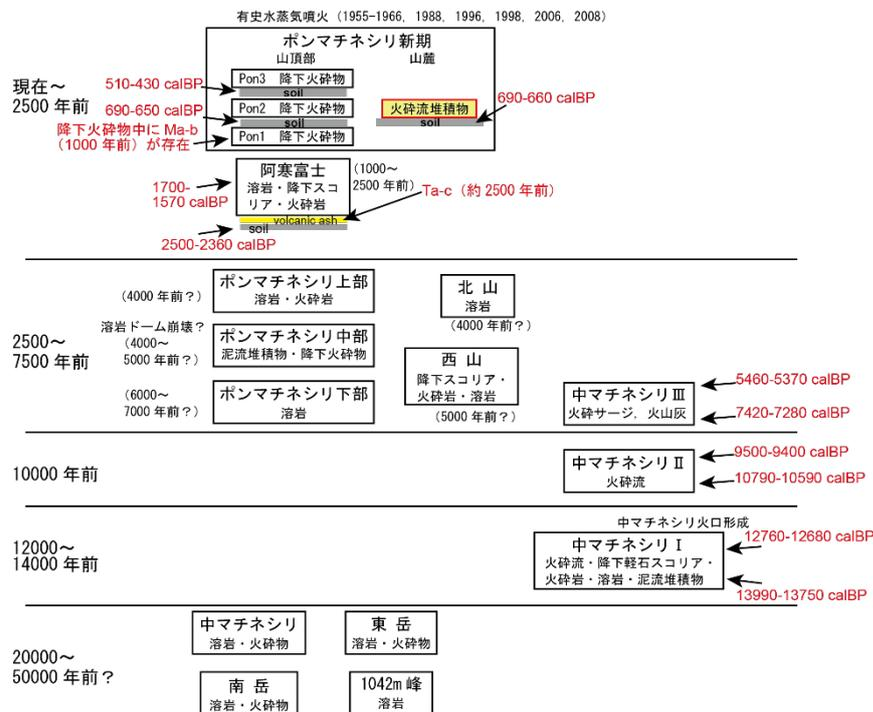 有史水蒸気噴火（1955-1966, 1988, 1996, 1998, 2006, 2008）
ポンマチネシリ新期
山頂部
山麓
現在～
2500 年前
510-430 calBP
Pon3 降下火砕物
soil
690-650 calBP
Pon2 降下火砕物
soil
降下火砕物中に Ma-b
（1000 年前）が存在
Pon1 降下火砕物
火砕流堆積物
soil
690-660 calBP
阿寒富士
溶岩・降下スコ
リア・火砕岩
(1000～
2500 年前)
1700-
1570 calBP
Ta-c（約 2500 年前）
volcanic ash
soil
2500-2360 calBP
2500～
7500 年前
（4000 年前？）
ポンマチネシリ上部
溶岩・火砕岩
北 山
溶岩
（4000 年前？）
溶岩ドーム崩壊？
（4000～
5000 年前？）
ポンマチネシリ中部
泥流堆積物・降下火砕物
西 山
降下スコリア・
火砕岩・溶岩
（5000 年前？）
（6000～
7000 年前？）
ポンマチネシリ下部
溶岩
中マチネシリⅢ
火砕サージ, 火山灰
5460-5370 calBP
7420-7280 calBP
10000 年前
中マチネシリⅡ
火砕流
9500-9400 calBP
10790-10590 calBP
12000～
14000 年前
中マチネシリ火口形成
中マチネシリⅠ
火砕流・降下軽石スコリア・
火砕岩・溶岩・泥流堆積物
12760-12680 calBP
13990-13750 calBP
20000～
50000 年前？
中マチネシリ
溶岩・火砕物
東 岳
溶岩・火砕物
南 岳
溶岩・火砕物
1042m 峰
溶岩